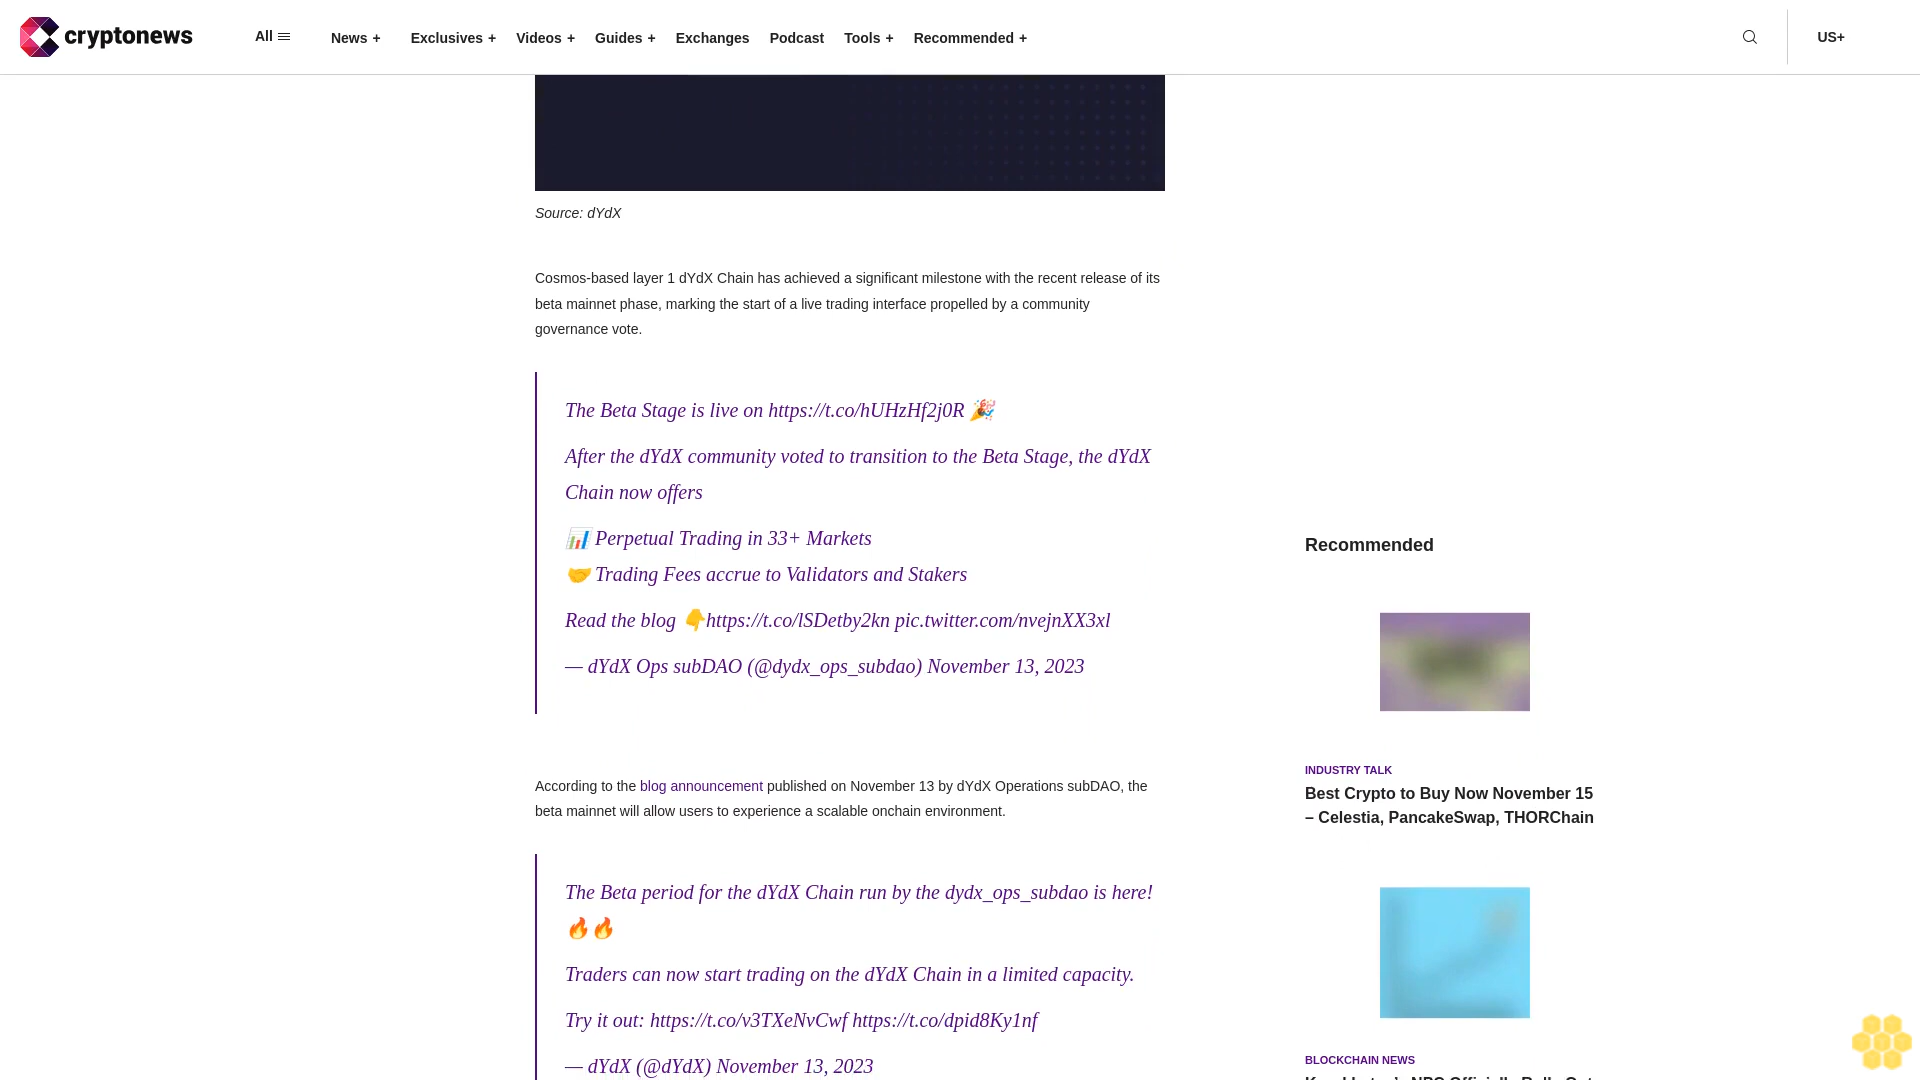 cryptonews
All
News +
Exclusives +
Videos +
Guides +
Exchanges
Podcast
Tools +
Recommended +
US+
Source: dYdX
Cosmos-based layer 1 dYdX Chain has achieved a significant milestone with the recent release of its
beta mainnet phase, marking the start of a live trading interface propelled by a community
governance vote.
The Beta Stage is live on https://t.co/hUHzHf2j0R 🎉
After the dYdX community voted to transition to the Beta Stage, the dYdX
Chain now offers
📊 Perpetual Trading in 33+ Markets
🤝 Trading Fees accrue to Validators and Stakers
Read the blog 👇https://t.co/lSDetby2kn pic.twitter.com/nvejnXX3xl
— dYdX Ops subDAO (@dydx_ops_subdao) November 13, 2023
According to the blog announcement published on November 13 by dYdX Operations subDAO, the
beta mainnet will allow users to experience a scalable onchain environment.
The Beta period for the dYdX Chain run by the dydx_ops_subdao is here!
🔥🔥
Traders can now start trading on the dYdX Chain in a limited capacity.
Try it out: https://t.co/v3TXeNvCwf https://t.co/dpid8Ky1nf
— dYdX (@dYdX) November 13, 2023
Recommended
INDUSTRY TALK
Best Crypto to Buy Now November 15
– Celestia, PancakeSwap, THORChain
BLOCKCHAIN NEWS